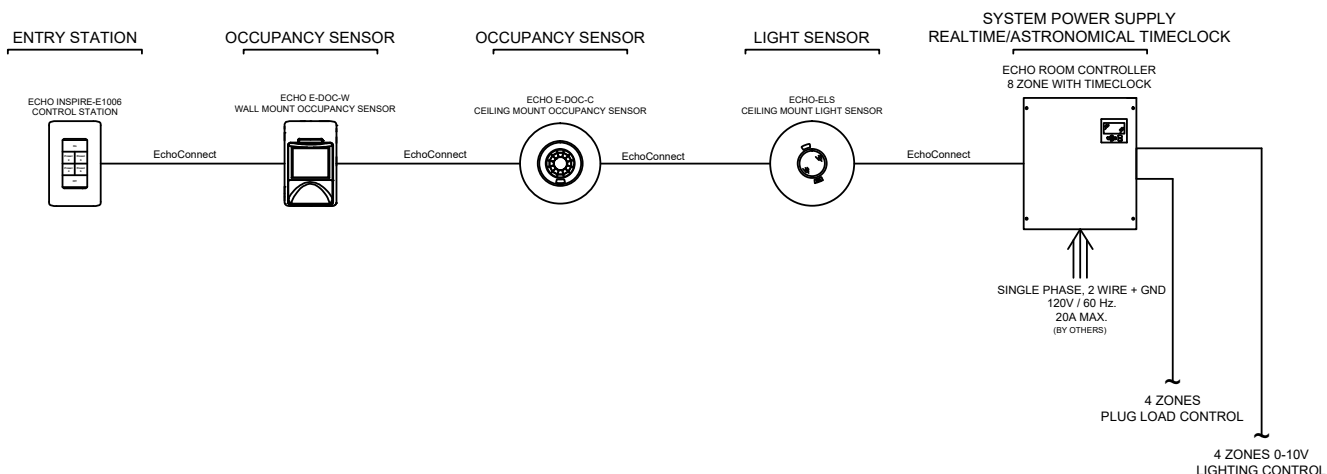 SYSTEM POWER SUPPLY
REALTIME/ASTRONOMICAL TIMECLOCK
ENTRY STATION
OCCUPANCY SENSOR
OCCUPANCY SENSOR
LIGHT SENSOR
ECHO INSPIRE-E1006
CONTROL STATION
ECHO E-DOC-W
WALL MOUNT OCCUPANCY SENSOR
ECHO E-DOC-C
CEILING MOUNT OCCUPANCY SENSOR
ECHO-ELS
CEILING MOUNT LIGHT SENSOR
ECHO ROOM CONTROLLER
8 ZONE WITH TIMECLOCK
EchoConnect
EchoConnect
EchoConnect
EchoConnect
SINGLE PHASE, 2 WIRE + GND
120V / 60 Hz.
20A MAX.
(BY OTHERS)
4 ZONES
PLUG LOAD CONTROL
4 ZONES 0-10V
LIGHTING CONTROL